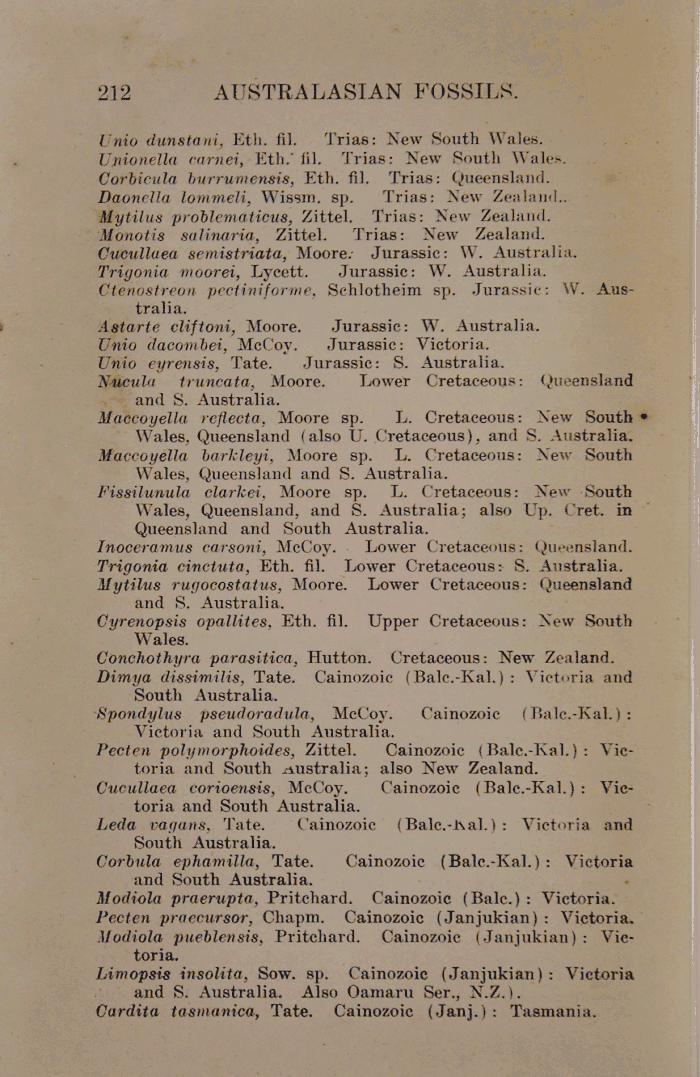 212 AUSTRALASIAN FOSSILS.
Unio dunstani, Eth. fil. Trias: New South Wales.
Unionella carnei, Eth. fil. Trias: New South Wales.
Corbicula burrumensis, Eth. fil. Trias: Queensland.
Daonella lommeli, Wissm. sp. Trias: New Zealand.
Mytilus problematicus, Zittel. Trias: New Zealand.
Monotis salinaria, Zittel. Trias: New Zealand.
Cucullaea semistriata, Moore. Jurassic: W. Australia.
Trigonia moorei, Lycett. Jurassic: W. Australia.
Ctenostreon pectiniforme, Schlotheim sp. Jurassic: W. Aus-
tralia.
Astarte cliftoni, Moore. Jurassic: W. Australia.
Unio dacombei, McCoy. Jurassic: Victoria.
Unio eyrensis, Tate. Jurassic: S. Australia.
Nucula truncata, Moore. Lower Cretaceous: Queensland
and S. Australia.
Maccoyella reflecta, Moore sp. L. Cretaceous: New South
Wales, Queensland (also U. Cretaceous), and S. Australia.
Maccoyella barkleyi, Moore sp. L. Cretaceous: New South
Wales, Queensland and S. Australia.
Fissilunula clarkei, Moore sp. L. Cretaceous: New South
Wales, Queensland, and S. Australia; also Up. Cret. in
Queensland and South Australia.
Inoceramus carsoni, McCoy. Lower Cretaceous: Queensland.
Trigonia cinctuta, Eth. fil. Lower Cretaceous: S. Australia.
Mytilus rugocostatus, Moore. Lower Cretaceous: Queensland
and S. Australia.
Cyrenopsis opallites, Eth. fil. Upper Cretaceous: New South
Wales.
Conchothyra parasitica, Hutton. Cretaceous: New Zealand.
Dimya dissimilis, Tate. Cainozoic (Balc.-Kal.): Victoria and
South Australia.
Spondylus pseudoradula, McCoy. Cainozoic (Balc.-Kal.):
Victoria and South Australia.
Pecten polymorphoides, Zittel. Cainozoic (Balc.-Kal.): Vic-
toria and South Australia; also New Zealand.
Cucullaea corioensis, McCoy. Cainozoic (Balc.-Kal.): Vic-
toria and South Australia.
Leda vagans, Tate. Cainozoic (Balc.-Kal.): Victoria and
South Australia.
Corbula ephamilla, Tate. Cainozoic (Balc.-Kal.): Victoria
and South Australia.
Modiola praerupta, Pritchard. Cainozoic (Balc.): Victoria.
Pecten praecursor, Chapm. Cainozoic (Janjukian): Victoria.
Modiola pueblensis, Pritchard. Cainozoic (Janjukian): Vic-
toria.
Limopsis insolita, Sow. sp. Cainozoic (Janjukian): Victoria
and S. Australia. Also Oamaru Ser., N.Z.).
Cardita tasmanica, Tate. Cainozoic (Janj.): Tasmania.